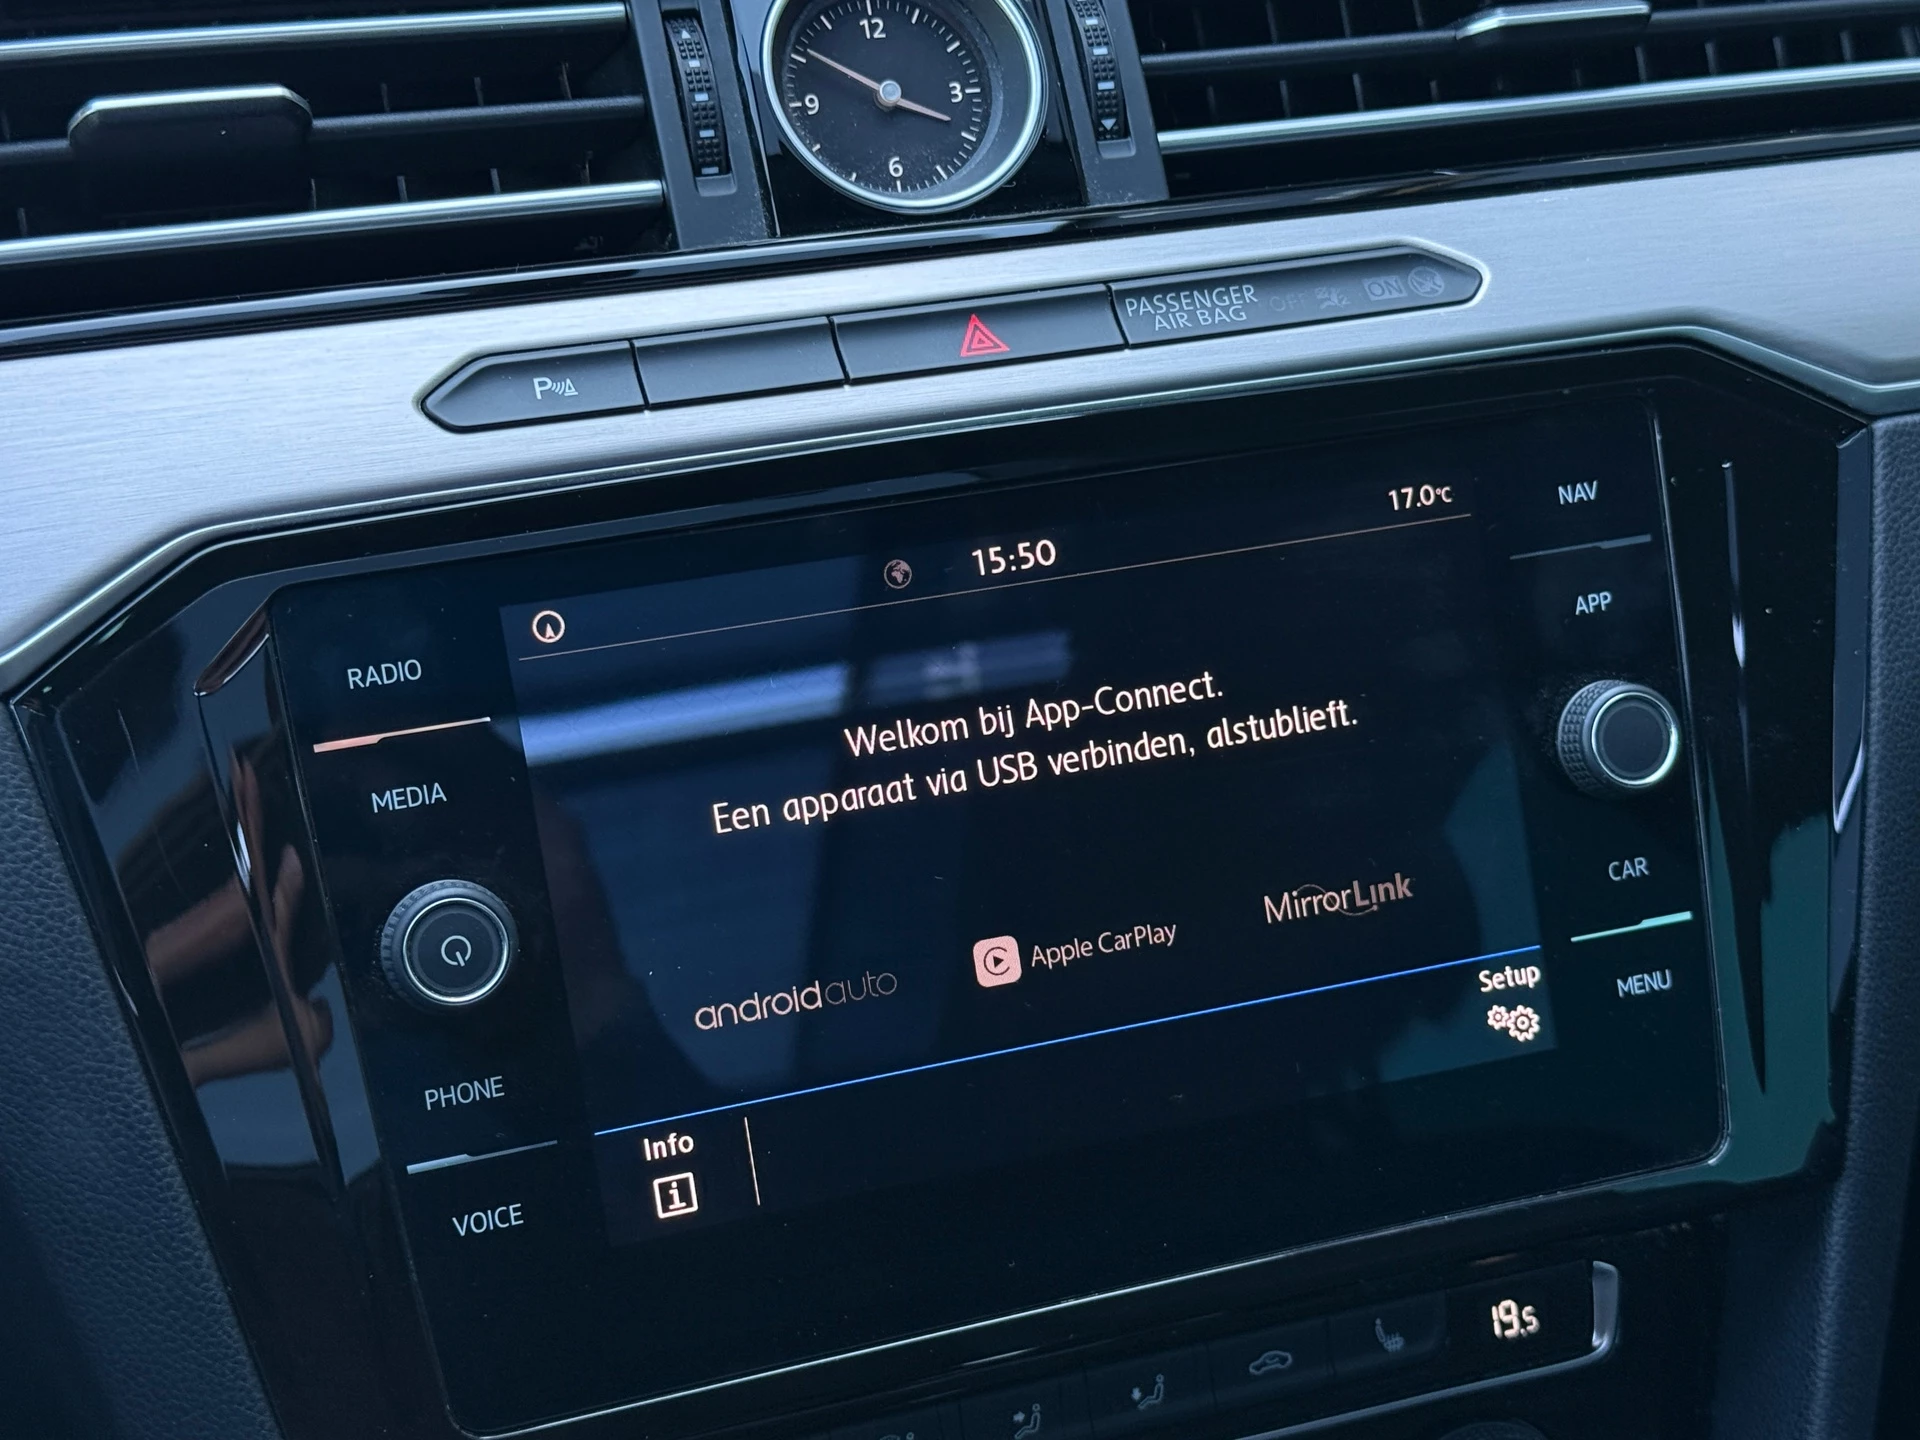 12
9
3
6
P
PASSENGER
AIR BAG
OFF
ON
17.0°C
15:50
NAV
APP
RADIO
MEDIA
Welkom bij App-Connect.
Een apparaat via USB verbinden, alstublieft.
androidauto
Apple CarPlay
MirrorLink
CAR
MENU
Setup
PHONE
VOICE
Info
i
19.5